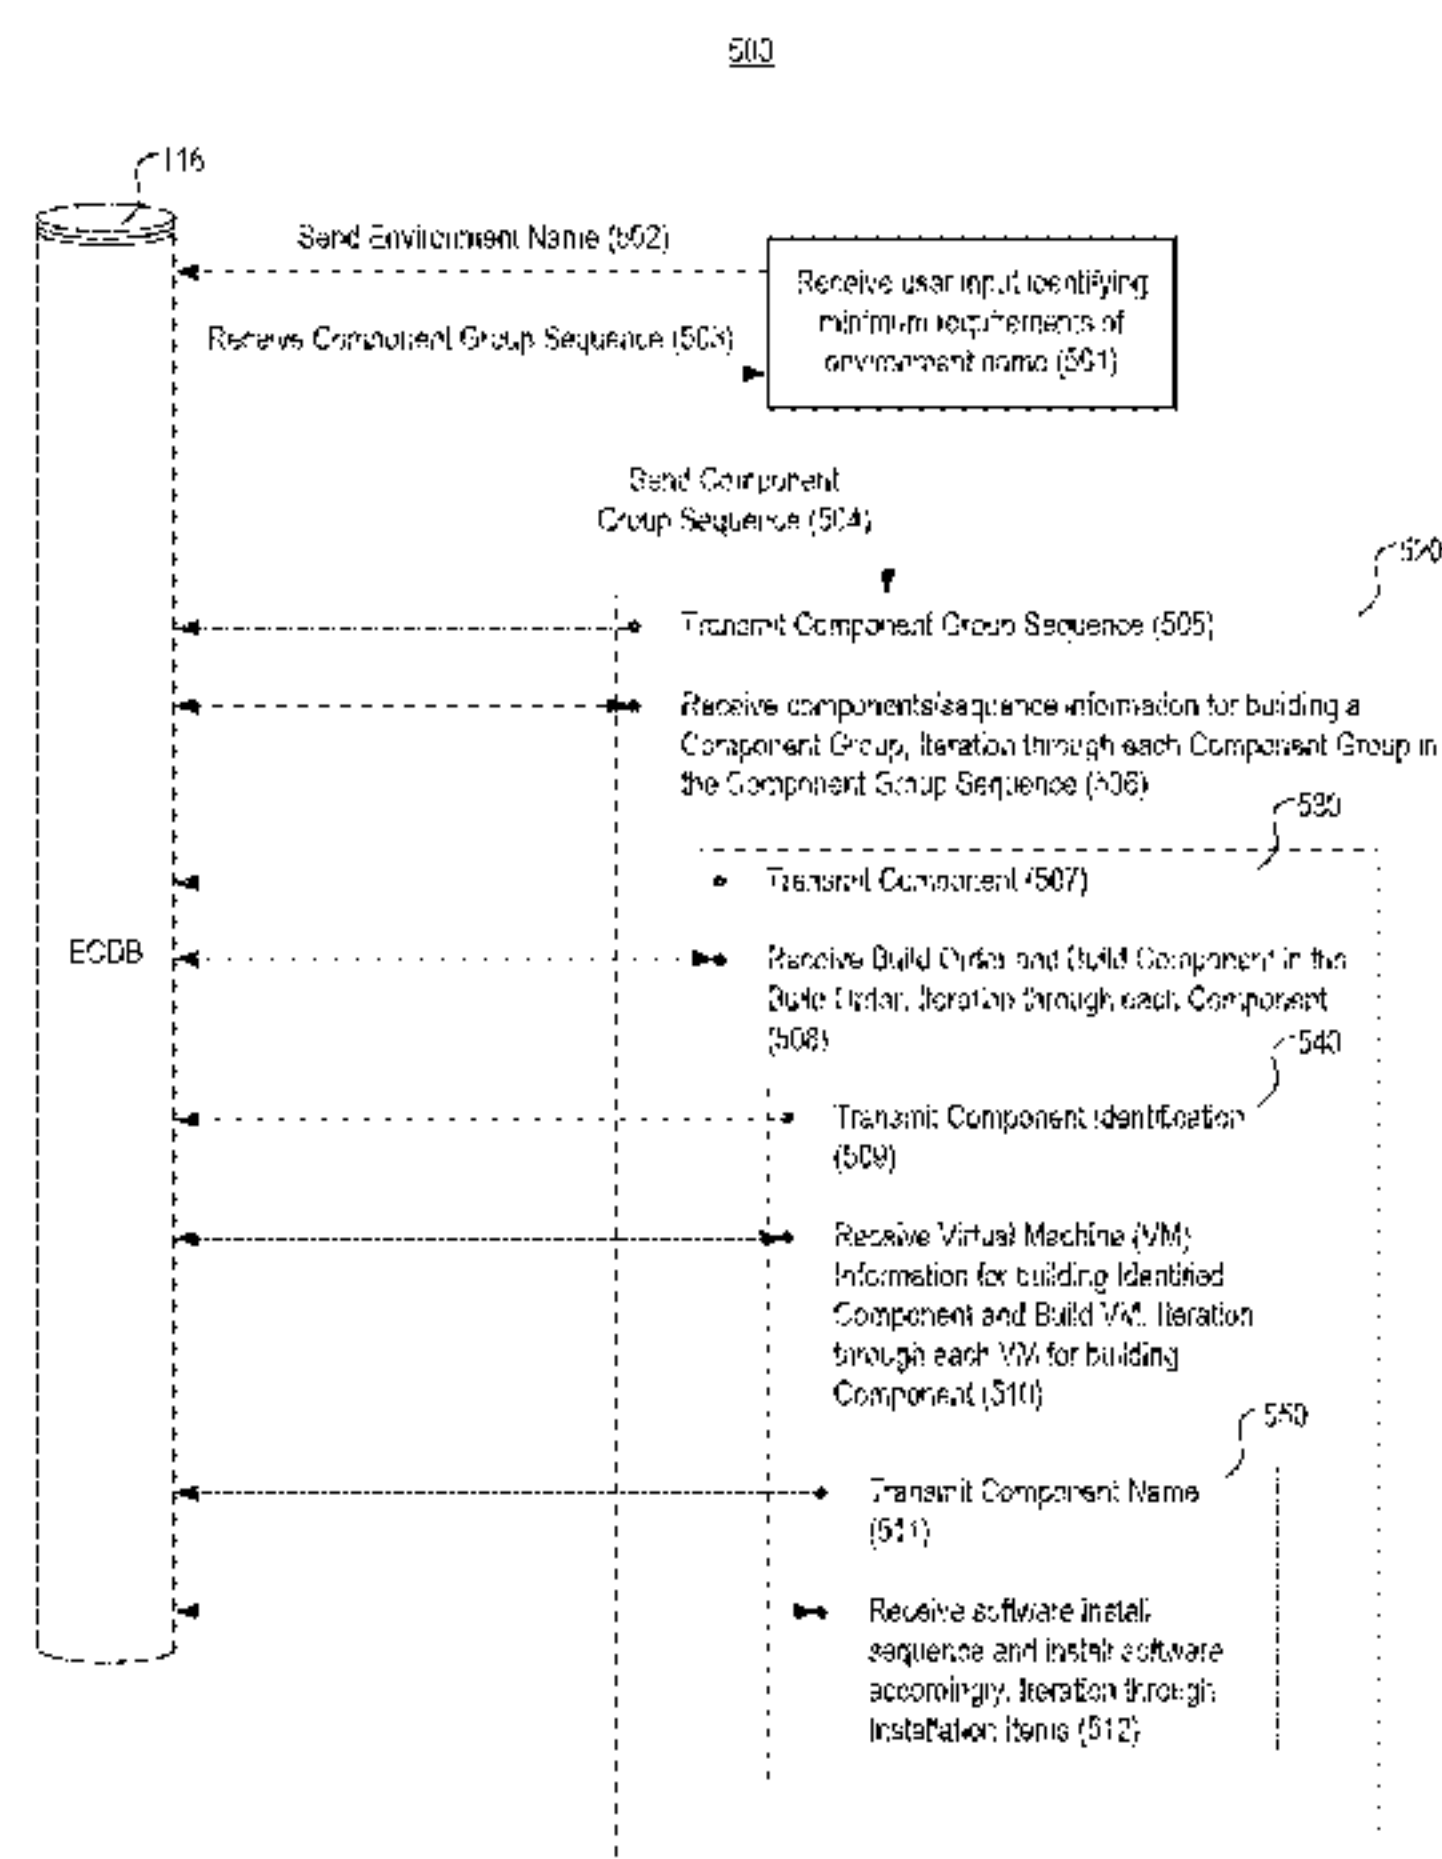 500
116
Send Environment Name (502)
Receive user input identifying
minimum requirements of
environment name (501)
Receive Component Group Sequence (503)
Send Component
Group Sequence (504)
520
Transmit Component Group Sequence (505)
Receive components/sequence information for building a
Component Group, Iteration through each Component Group in
the Component Group Sequence (506)
530
Transmit Component (507)
ECDB
Receive Build Order and Build Component in the
Build Order, Iteration through each Component
(508)
540
Transmit Component Identification
(509)
Receive Virtual Machine (VM)
Information for building Identified
Component and Build VM, Iteration
through each VM for building
Component (510)
550
Transmit Component Name
(511)
Receive software install
sequence and install software
accordingly, Iteration through
Installation Items (512)